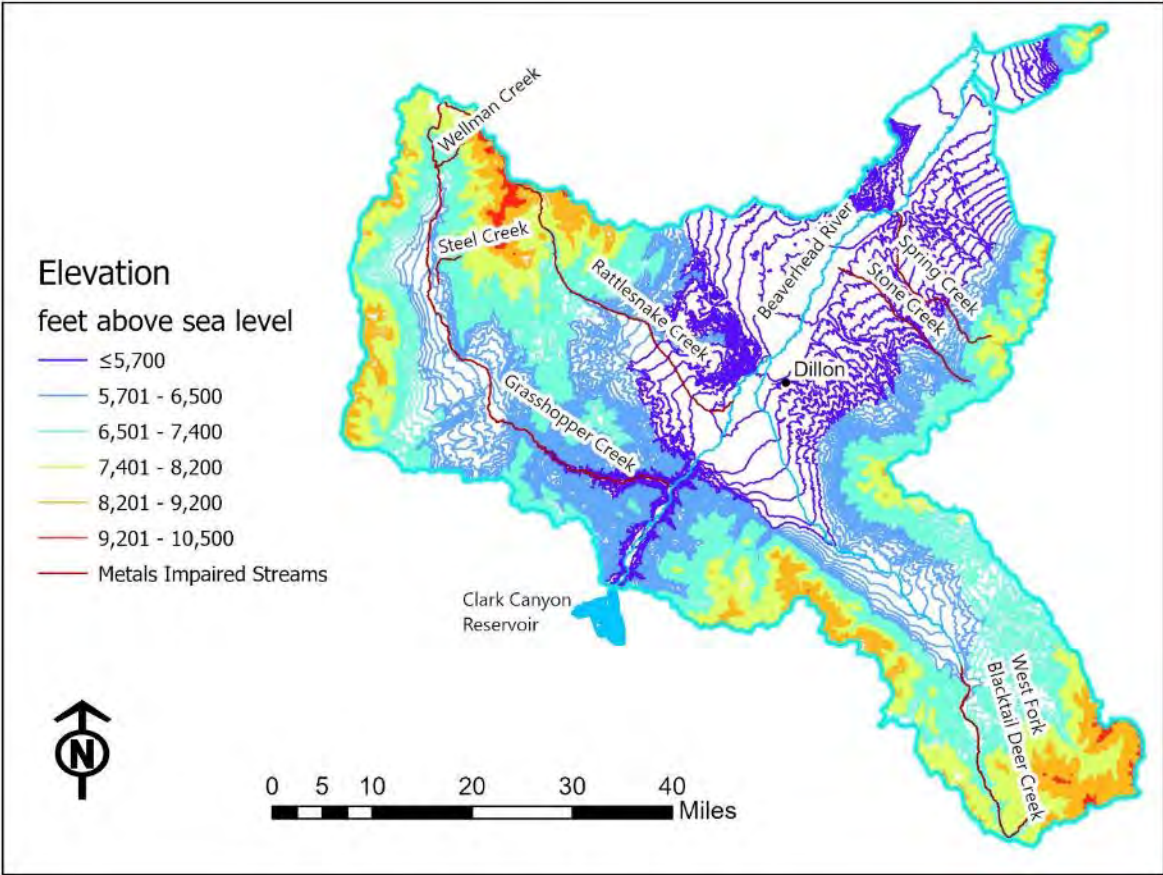 Wellman Creek
Steel Creek
Rattlesnake Creek
Beaverhead River
Spring Creek
Stone Creek
Dillon
Grasshopper Creek
Elevation
feet above sea level
≤5,700
5,701 - 6,500
6,501 - 7,400
7,401 - 8,200
8,201 - 9,200
9,201 - 10,500
Metals Impaired Streams
Clark Canyon
Reservoir
West Fork
Blacktail Deer Creek
N
0 5 10 20 30 40
Miles